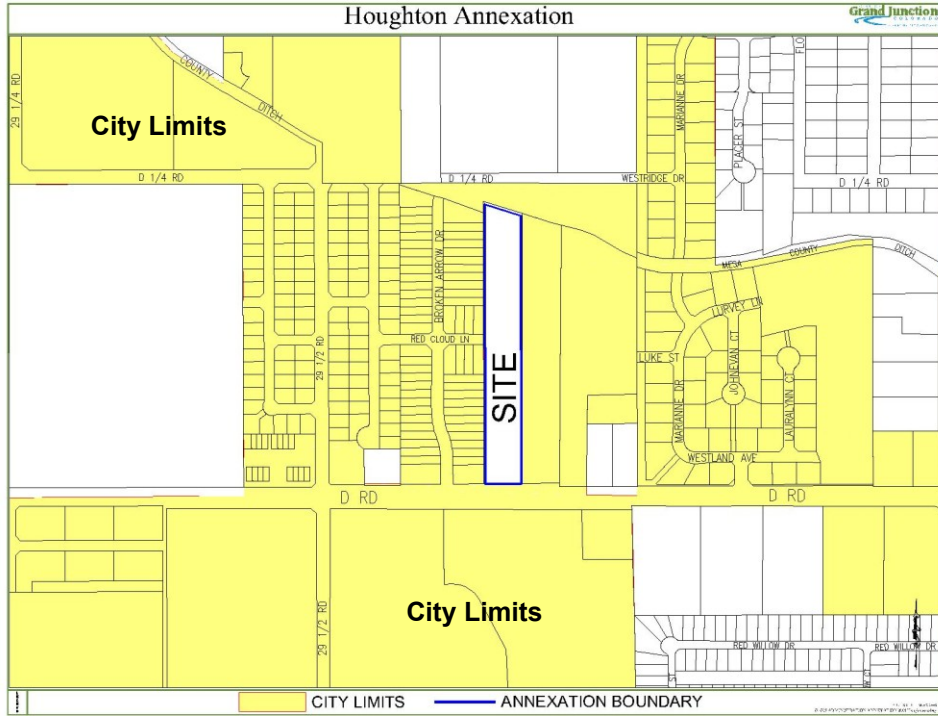 Houghton Annexation
Grand Junction
COLORADO
29 1/4 RD
COUNTY
DITCH
City Limits
D 1/4 RD
D 1/4 RD
WESTRIDGE DR
MARIANNE DR
PLACER ST
FLO
D 1/4 RD
MESA
COUNTY
DITCH
BROKEN ARROW DR
29 1/2 RD
RED CLOUD LN
SITE
LURVEY LN
LUKE ST
JOHNEVAN CT
LAURALYNN CT
MARIANNE DR
WESTLAND AVE
D RD
D RD
29 1/2 RD
City Limits
RED WILLOW DR
RED WILLOW DR
ST
CITY LIMITS
ANNEXATION BOUNDARY